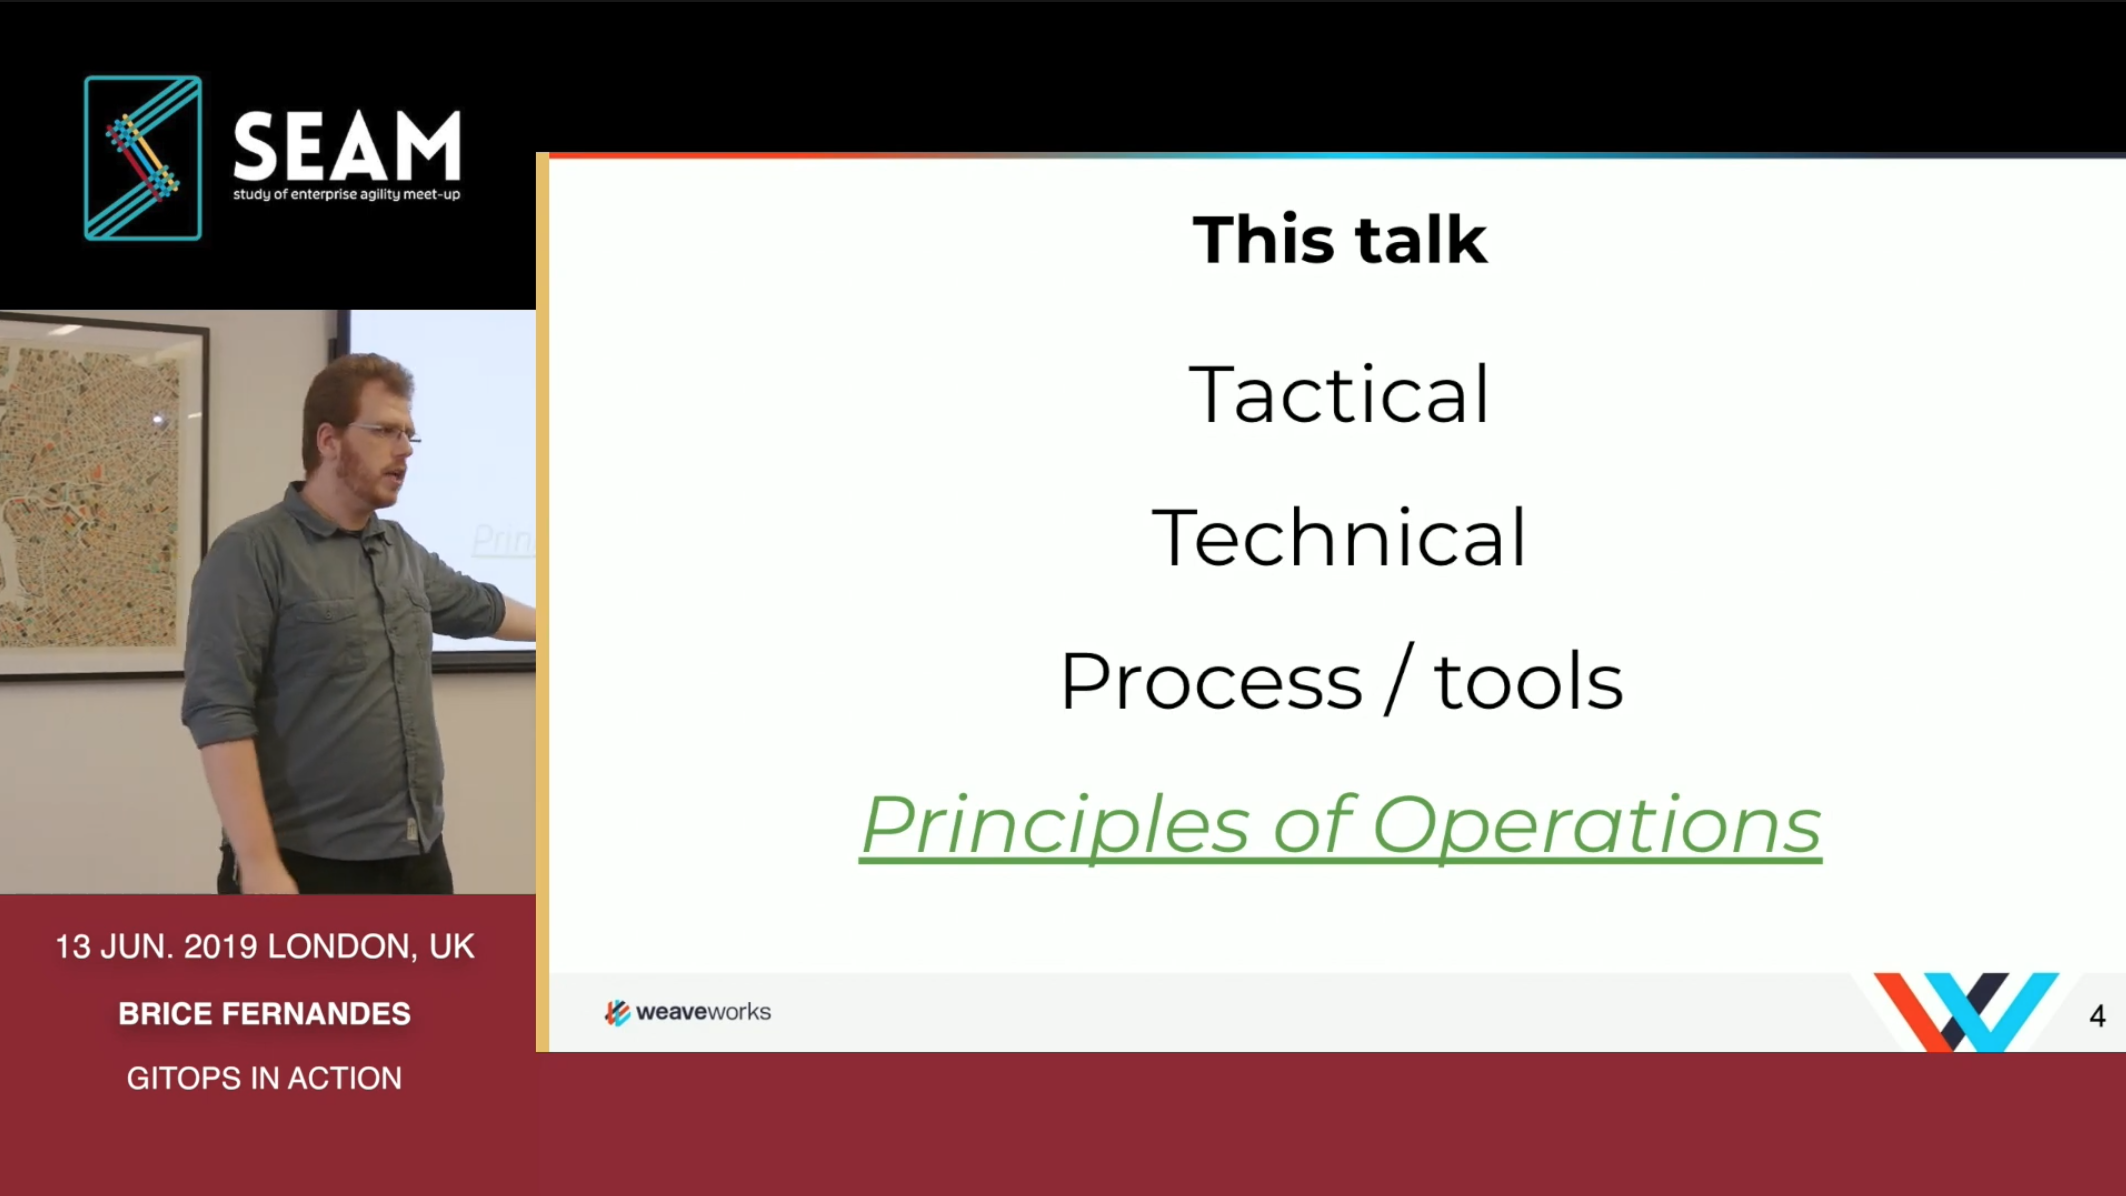 SEAM
study of enterprise agility meet-up
This talk
Tactical
Technical
Process / tools
Principles of Operations
Prin
13 JUN. 2019 LONDON, UK
BRICE FERNANDES
GITOPS IN ACTION
weaveworks
4